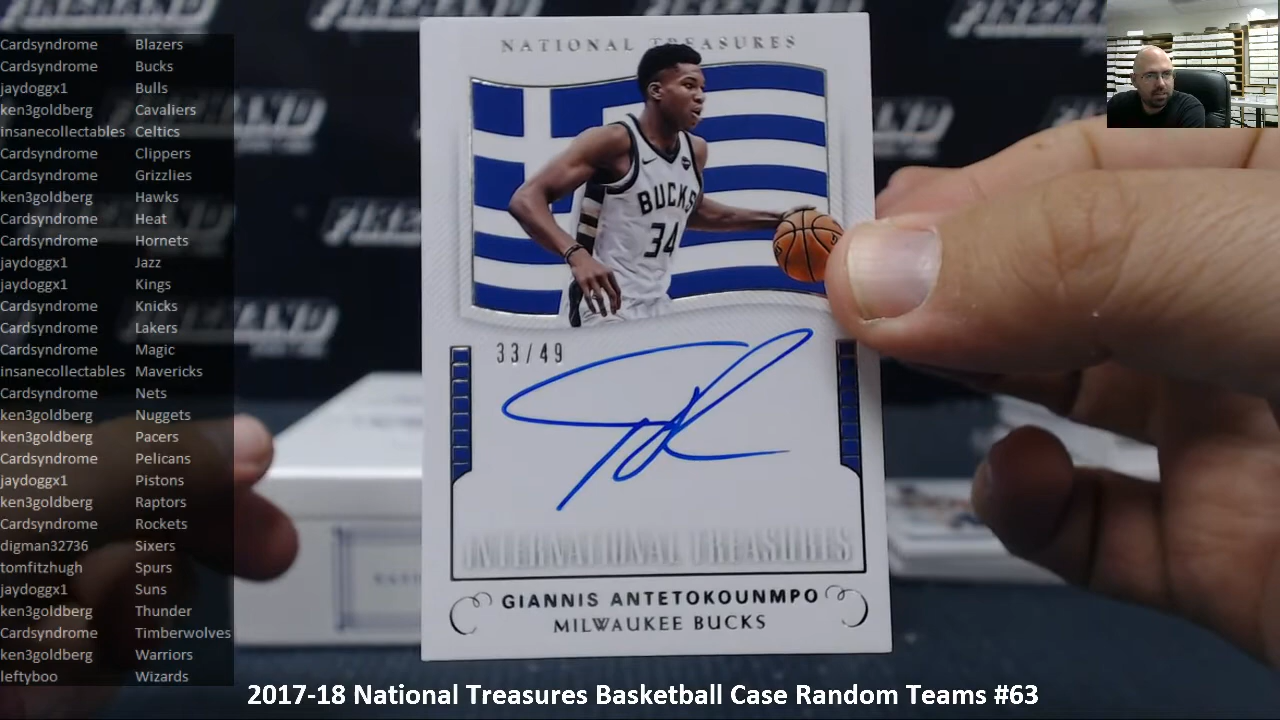 Cardsyndrome Blazers
Cardsyndrome Bucks
jaydoggx1 Bulls
ken3goldberg Cavaliers
insanecollectables Celtics
Cardsyndrome Clippers
Cardsyndrome Grizzlies
ken3goldberg Hawks
Cardsyndrome Heat
Cardsyndrome Hornets
jaydoggx1 Jazz
jaydoggx1 Kings
Cardsyndrome Knicks
Cardsyndrome Lakers
Cardsyndrome Magic
insanecollectables Mavericks
Cardsyndrome Nets
ken3goldberg Nuggets
ken3goldberg Pacers
Cardsyndrome Pelicans
jaydoggx1 Pistons
ken3goldberg Raptors
Cardsyndrome Rockets
digman32736 Sixers
tomfitzhugh Spurs
jaydoggx1 Suns
ken3goldberg Thunder
Cardsyndrome Timberwolves
ken3goldberg Warriors
leftyboo Wizards
NATIONAL TREASURES
BUCKS
34
33/49
INTERNATIONAL TREASURES
GIANNIS ANTETOKOUNMPO
MILWAUKEE BUCKS
2017-18 National Treasures Basketball Case Random Teams #63